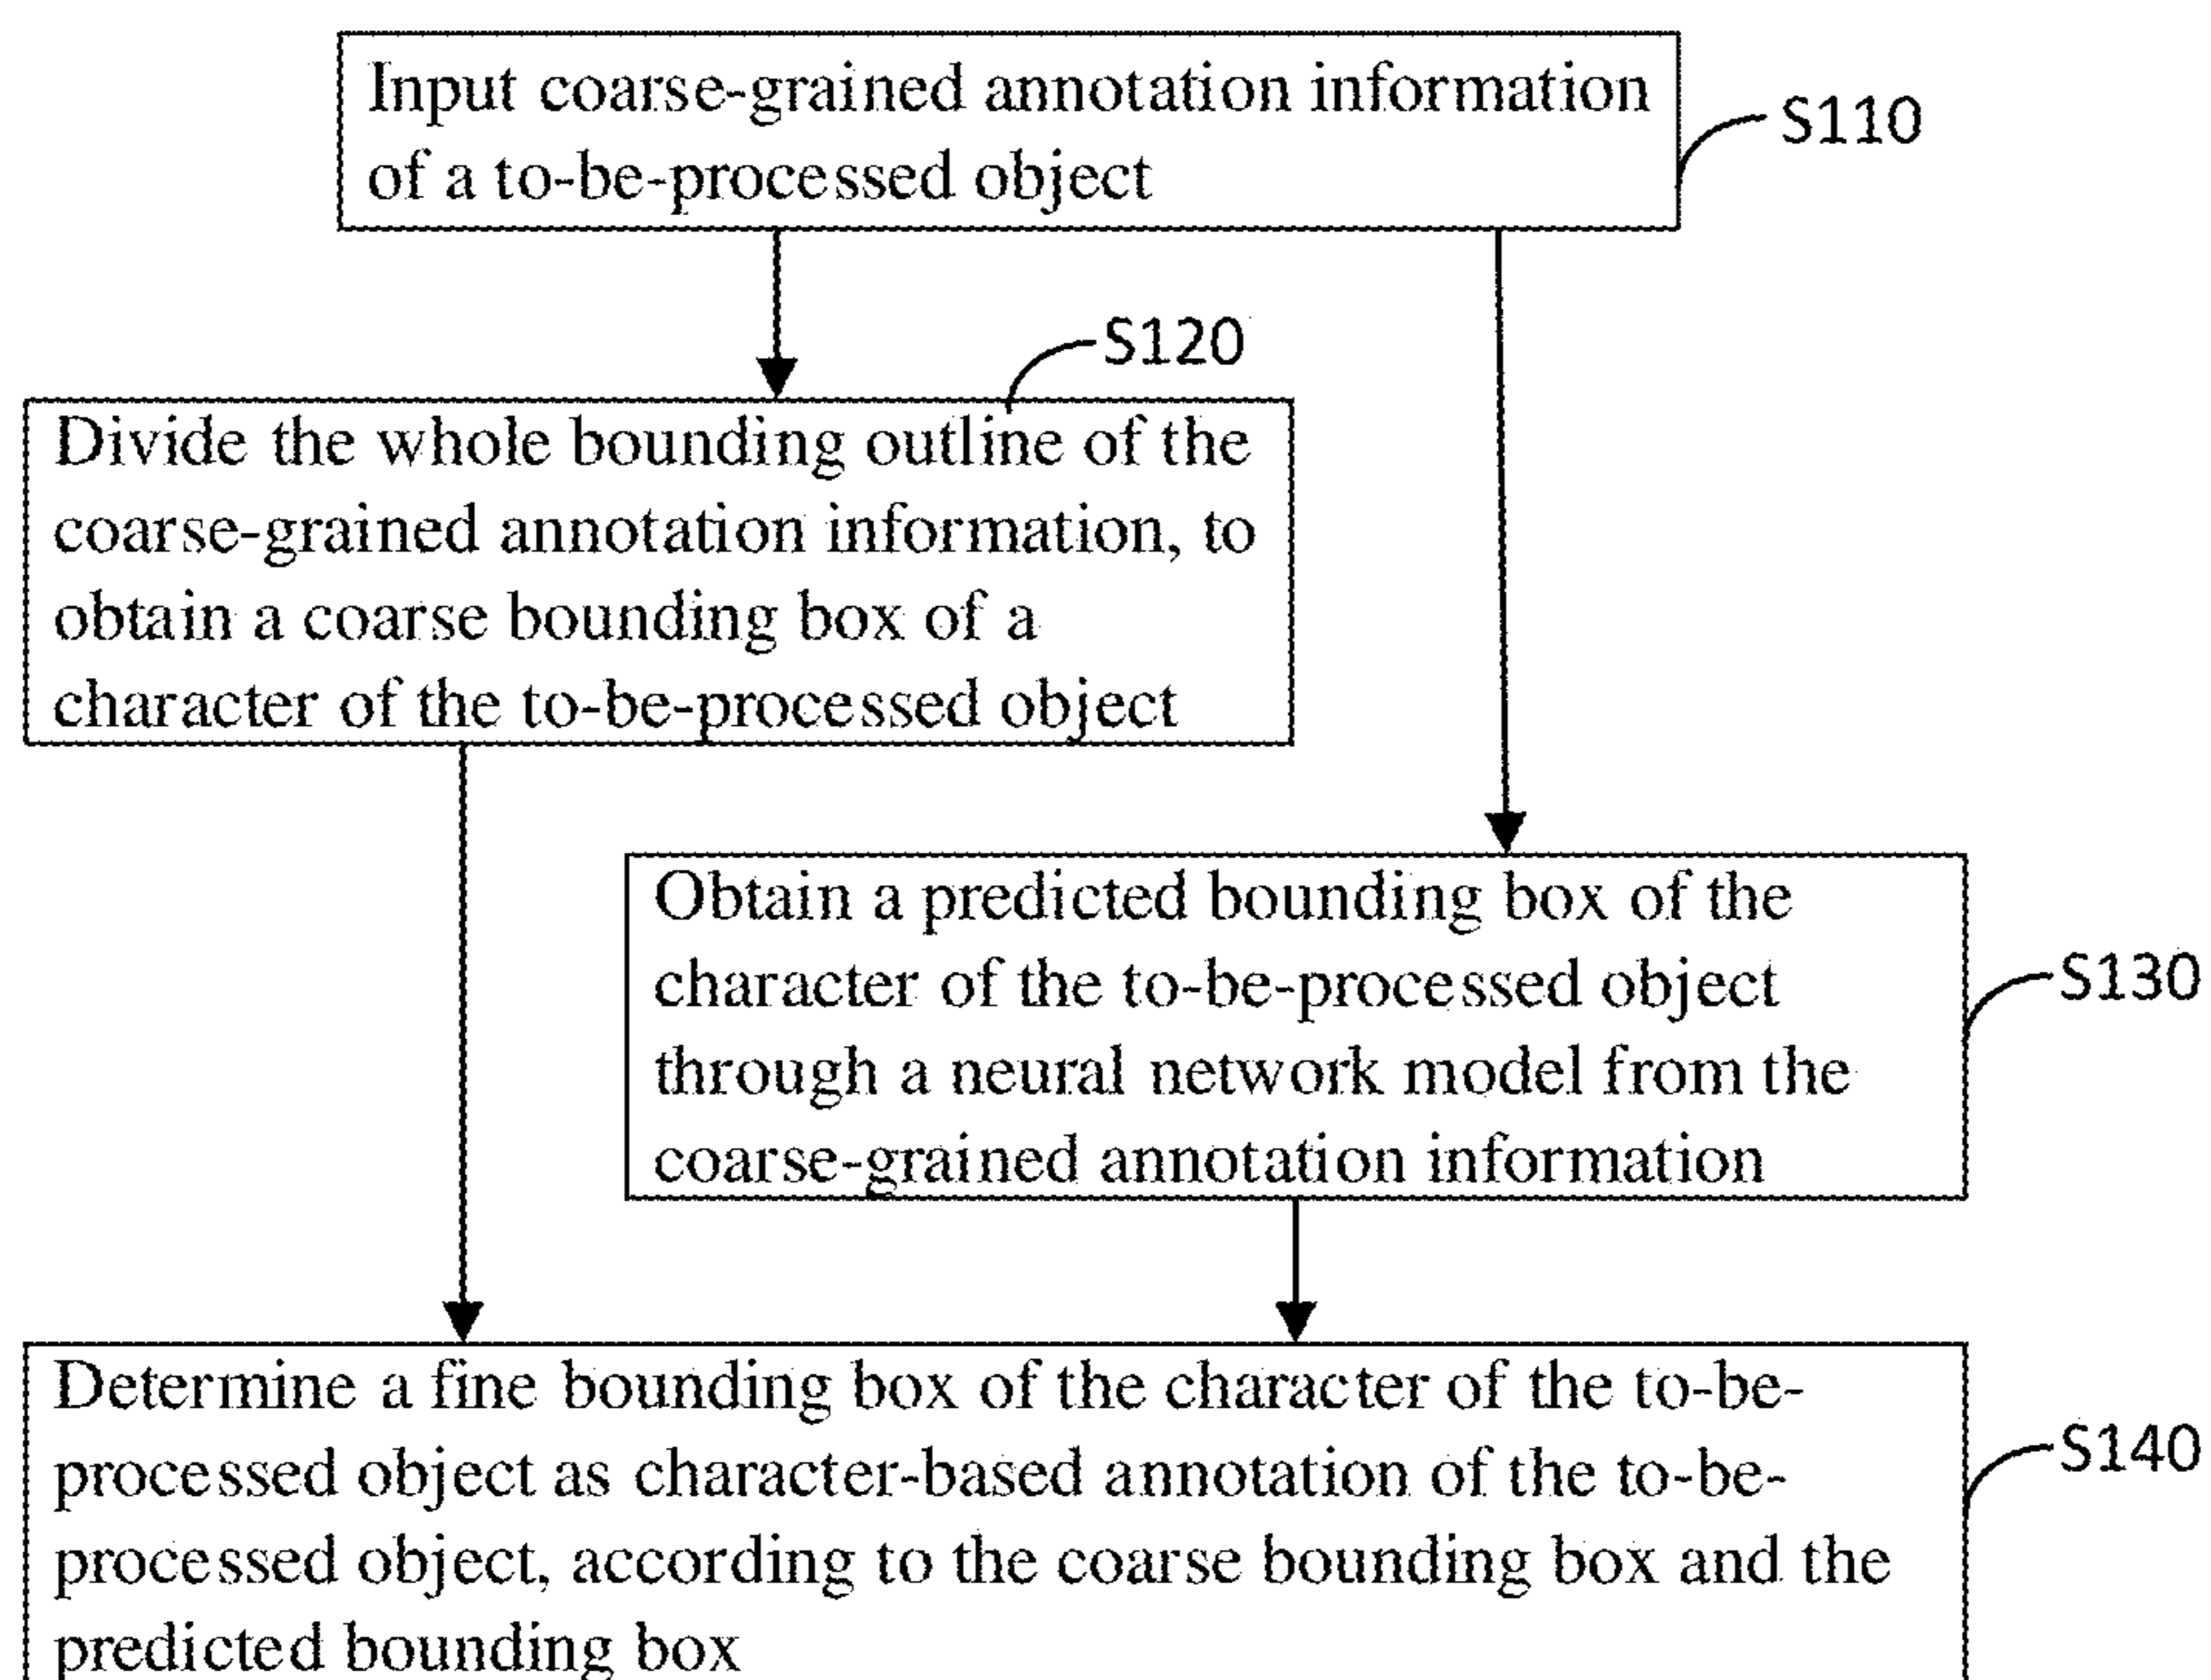 Input coarse-grained annotation information
of a to-be-processed object
S110
S120
Divide the whole bounding outline of the
coarse-grained annotation information, to
obtain a coarse bounding box of a
character of the to-be-processed object
Obtain a predicted bounding box of the
character of the to-be-processed object
through a neural network model from the
coarse-grained annotation information
S130
Determine a fine bounding box of the character of the to-be-
processed object as character-based annotation of the to-be-
processed object, according to the coarse bounding box and the
predicted bounding box
S140